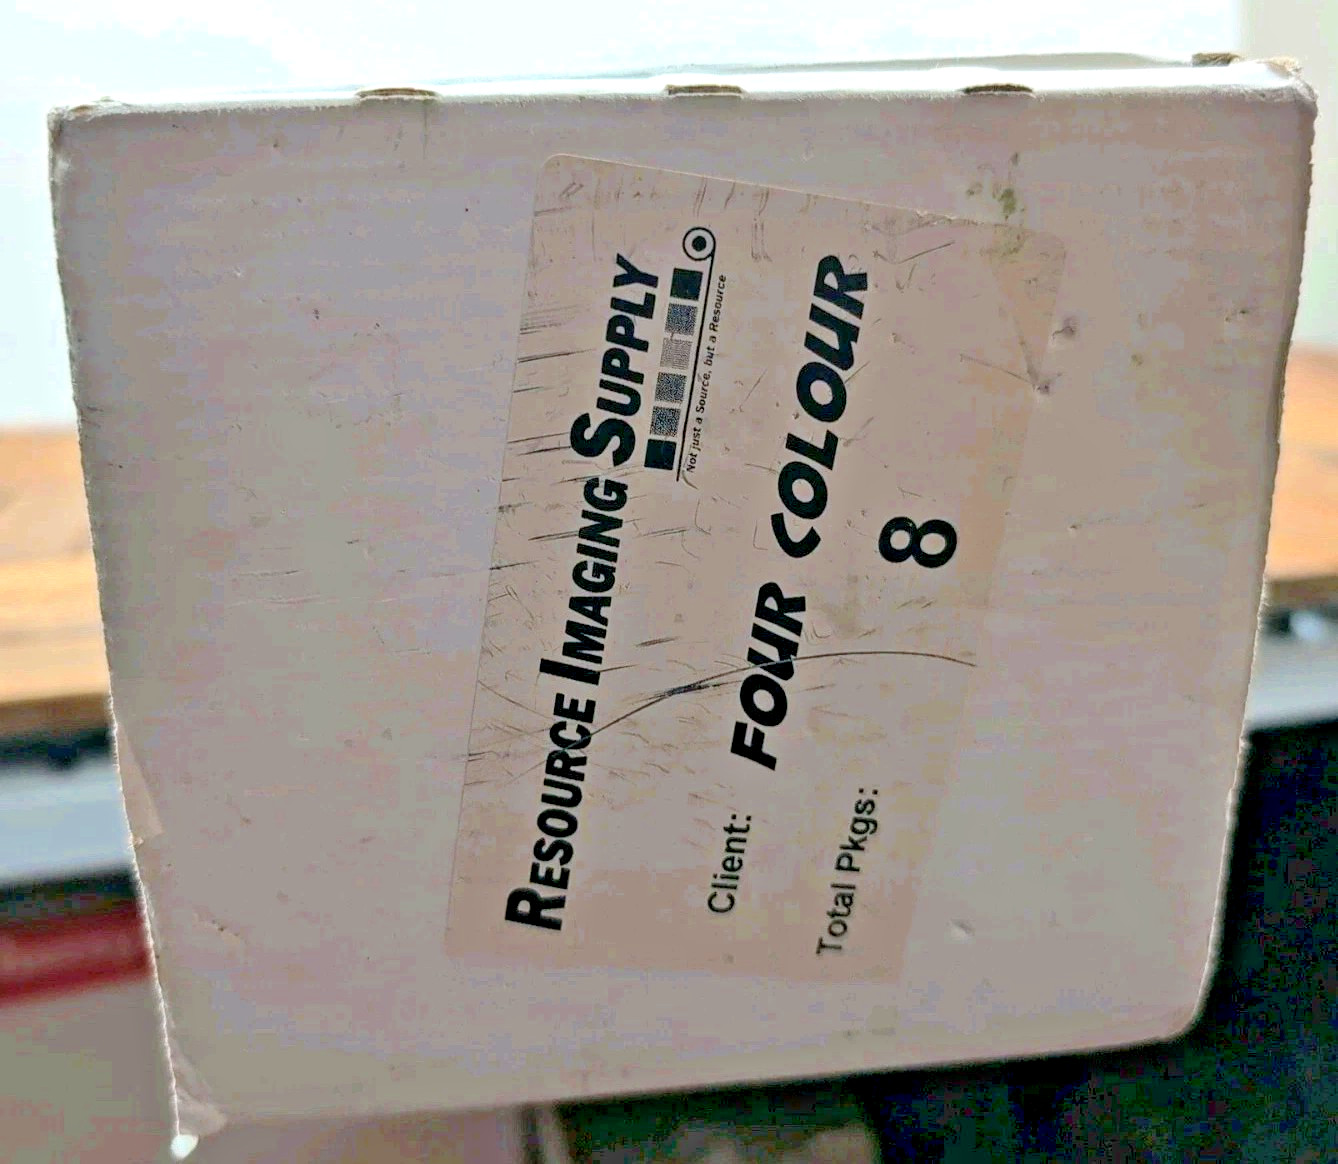 RESOURCE IMAGING SUPPLY
Not just a Source, but a Resource
Client: FOUR COLOUR
Total Pkgs: 8